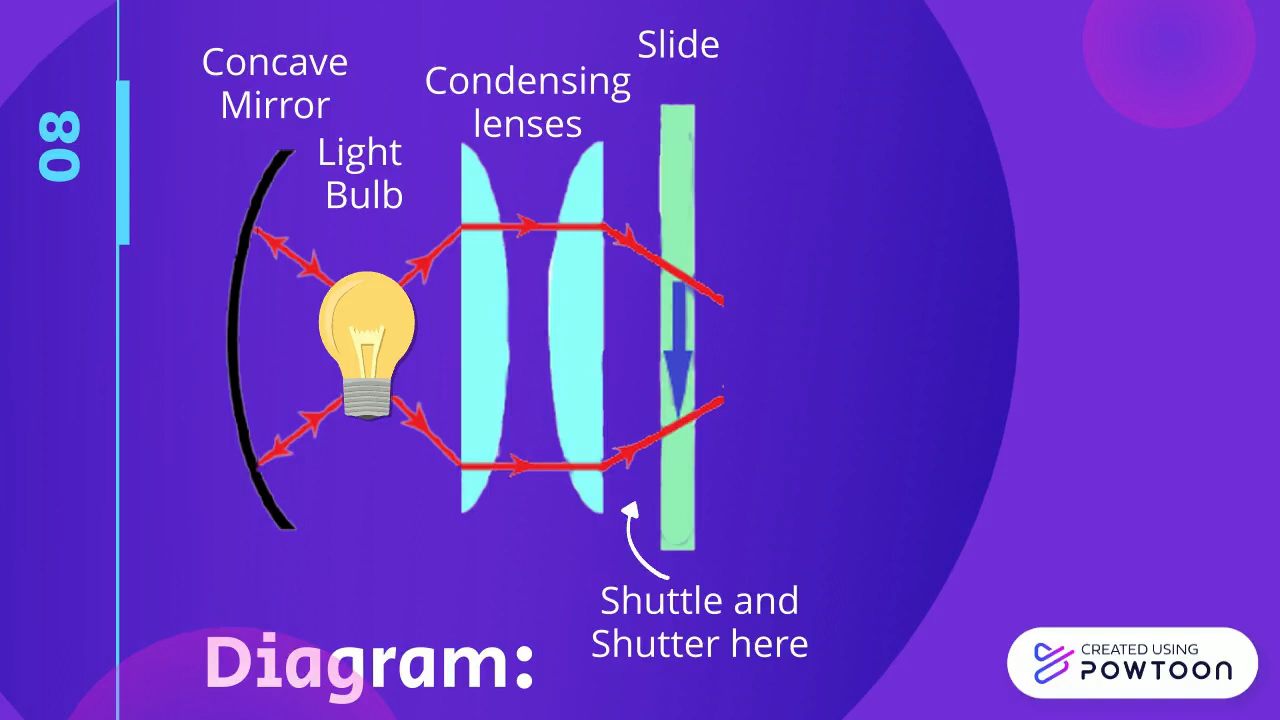 08
Concave
Mirror
Light
Bulb
Condensing
lenses
Slide
Shuttle and
Shutter here
Diagram:
CREATED USING
POWTOON